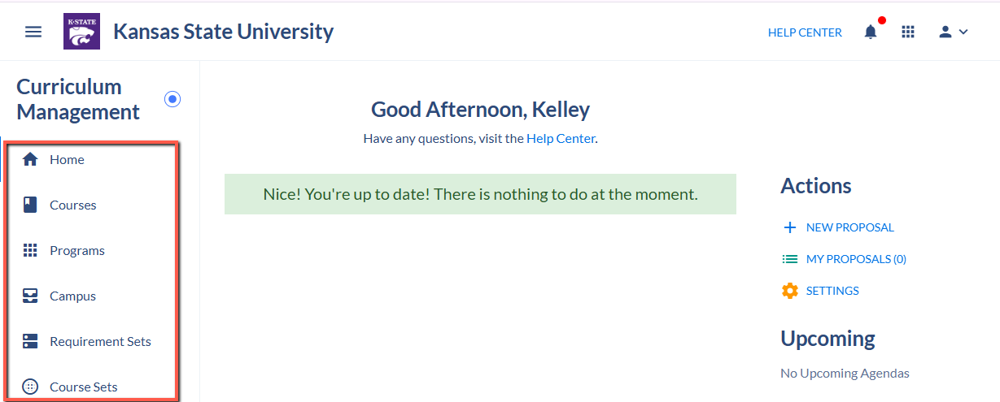 K-STATE
Kansas State University
HELP CENTER
Curriculum
Management
Home
Courses
Programs
Campus
Requirement Sets
Course Sets
Good Afternoon, Kelley
Have any questions, visit the Help Center.
Nice! You're up to date! There is nothing to do at the moment.
Actions
NEW PROPOSAL
MY PROPOSALS (0)
SETTINGS
Upcoming
No Upcoming Agendas